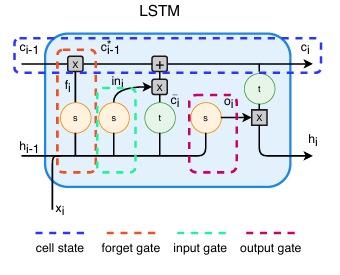 LSTM
c_{i-1} c^*_{i-1} c_i
x +
f_i in_i x c̃_i
s s t s o_i t x
h_{i-1} h_i
x_i
cell state forget gate input gate output gate